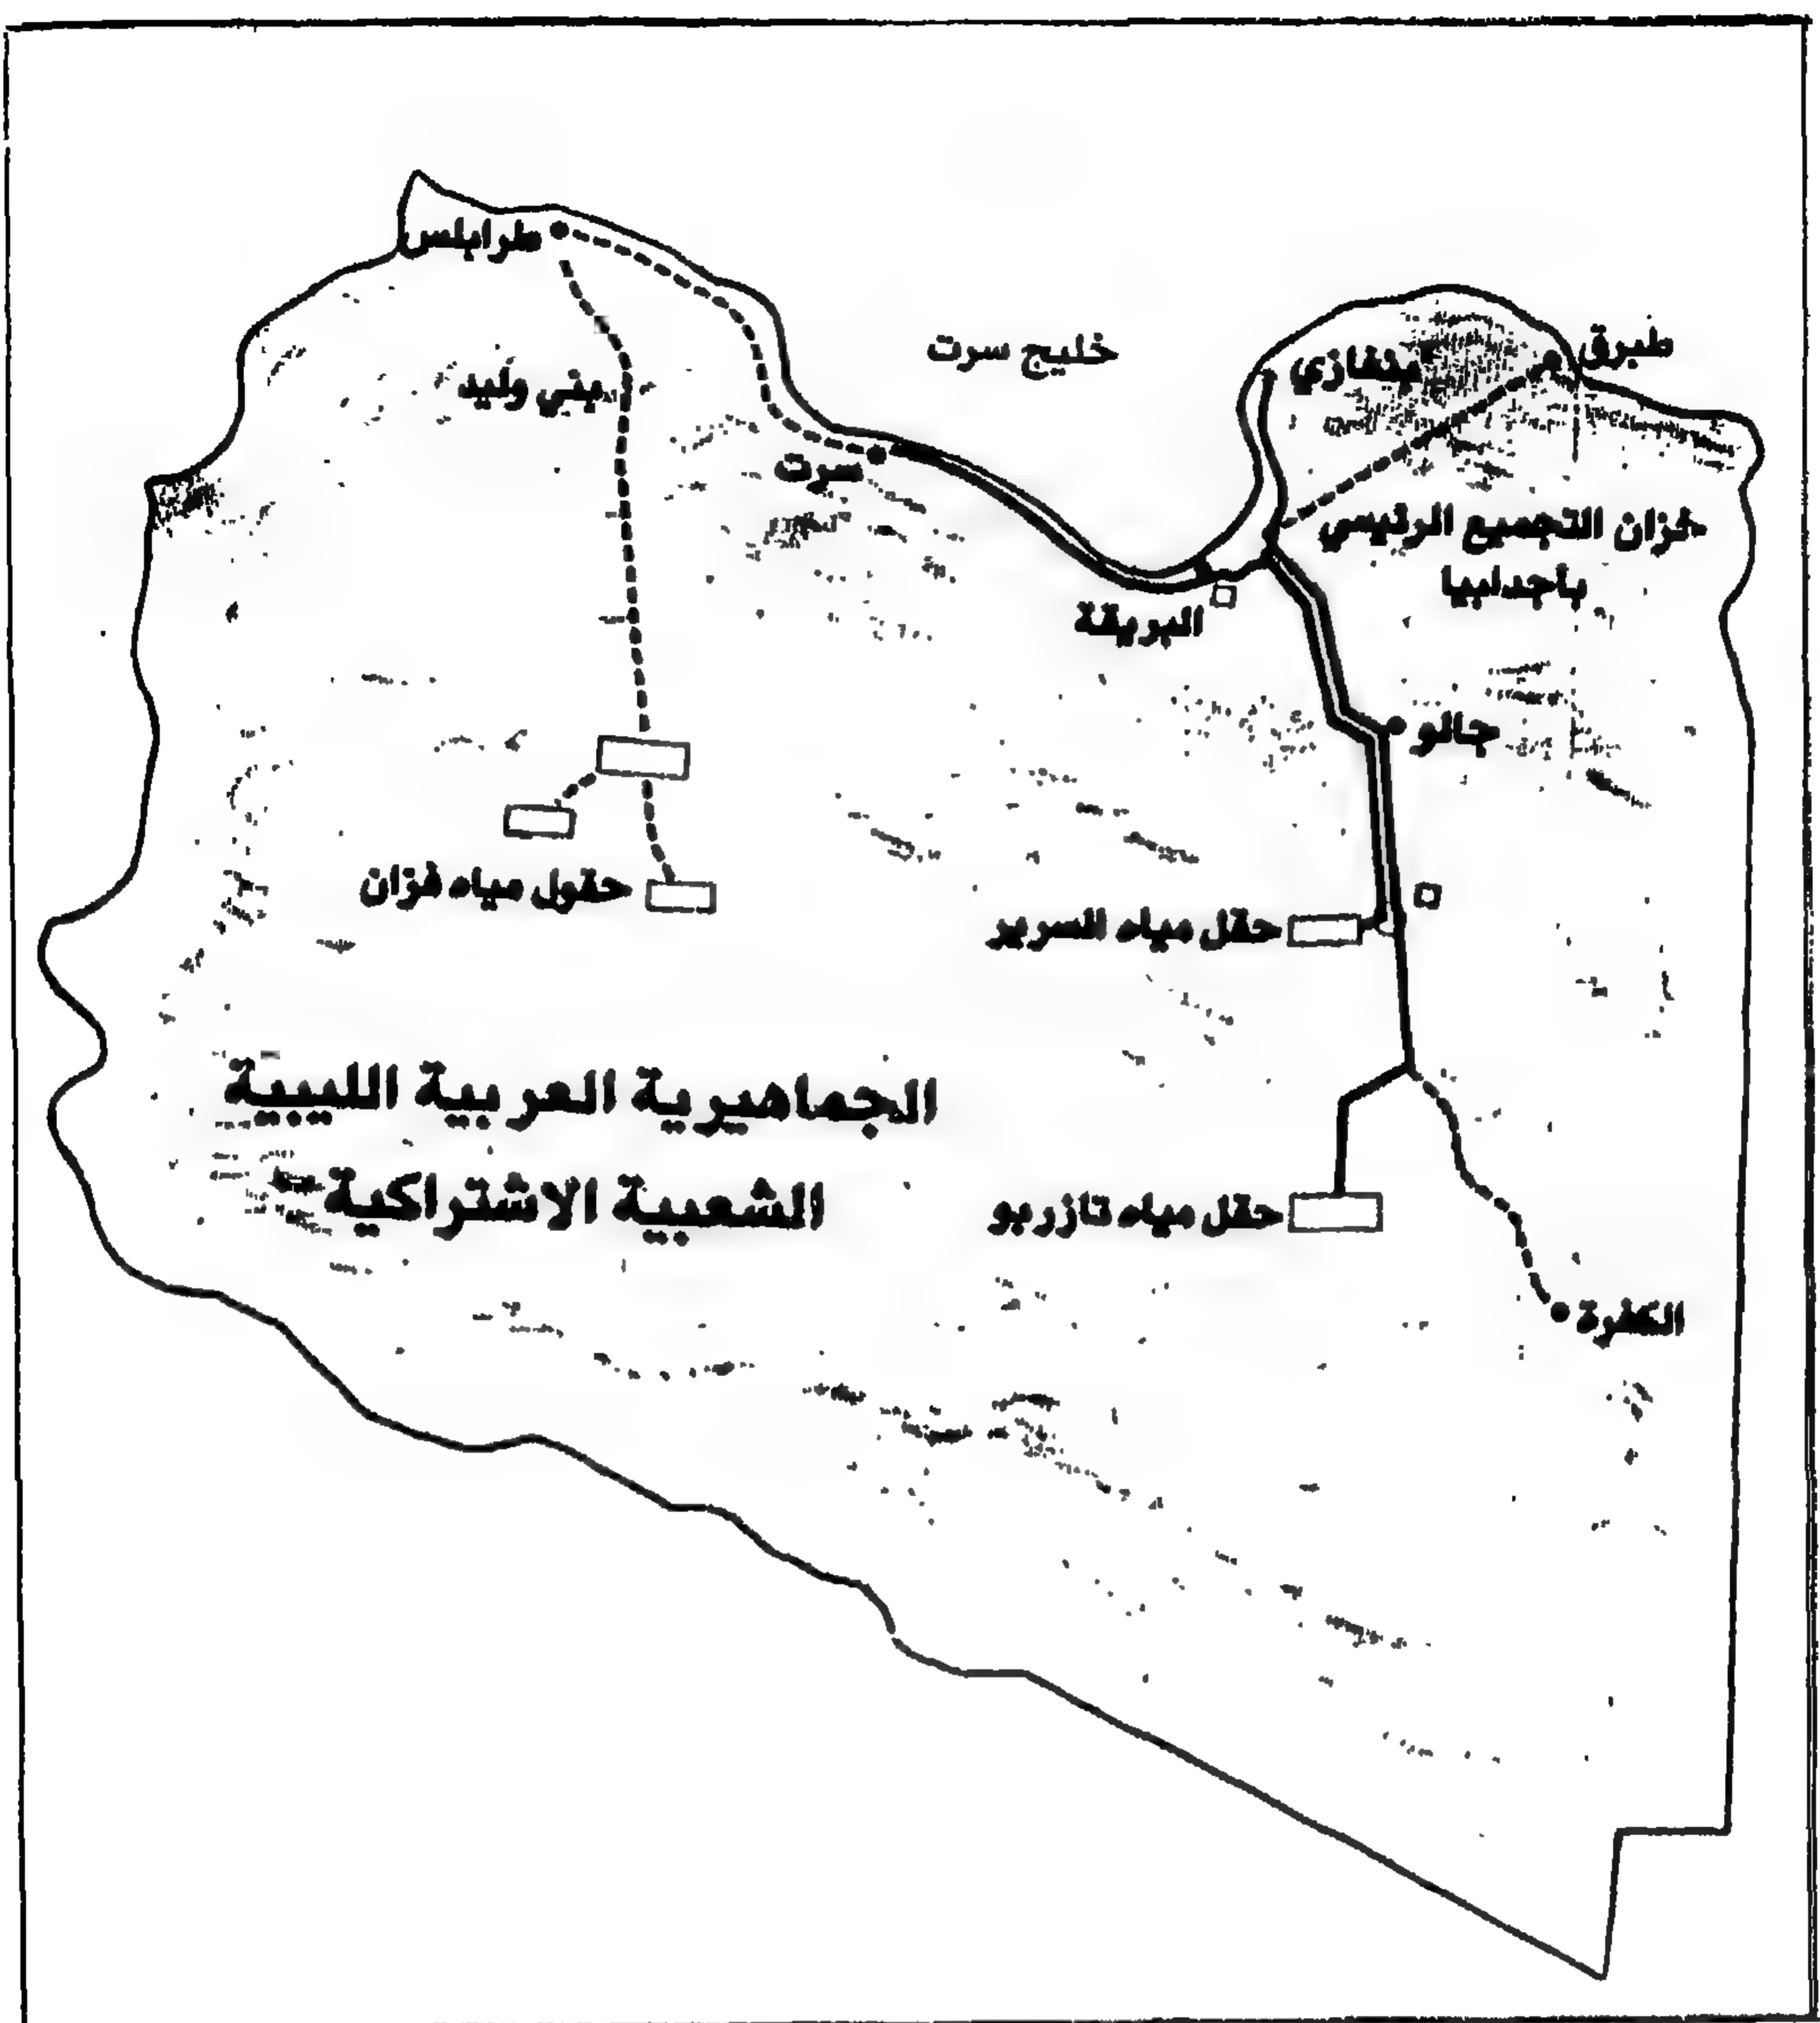 طرابلس
خليج سرت
بنغازي
طبرق
بني وليد
سرت
خزان التجميع الرئيسي
باجدابيا
البريقة
جالو
حقول مياه فزان
حقل مياه السرير
الجماهيرية العربية الليبية
الشعبية الاشتراكية
حقل مياه تازربو
الكفرة